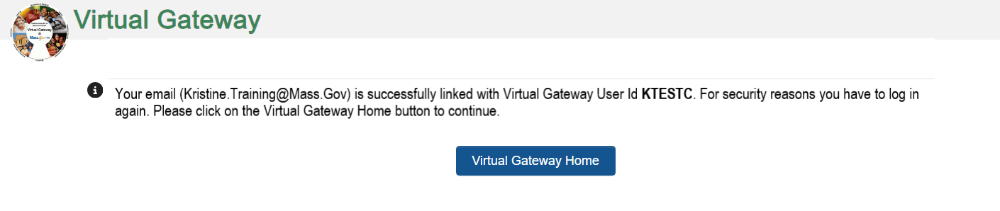 Virtual Gateway
Virtual Gateway
Your email (Kristine.Training@Mass.Gov) is successfully linked with Virtual Gateway User Id KTESTC. For security reasons you have to log in
again. Please click on the Virtual Gateway Home button to continue.
Virtual Gateway Home